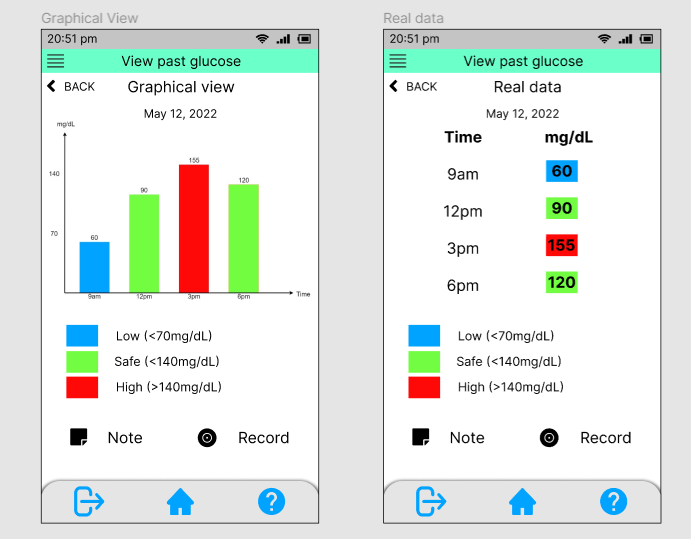 Graphical View
20:51 pm
View past glucose
BACK
Graphical view
May 12, 2022
mg/dL
155
140
120
90
70
60
9am
12pm
3pm
6pm
Time
Low (<70mg/dL)
Safe (<140mg/dL)
High (>140mg/dL)
Note
Record
?
Real data
20:51 pm
View past glucose
BACK
Real data
May 12, 2022
Time mg/dL
9am 60
12pm 90
3pm 155
6pm 120
Low (<70mg/dL)
Safe (<140mg/dL)
High (>140mg/dL)
Note
Record
?